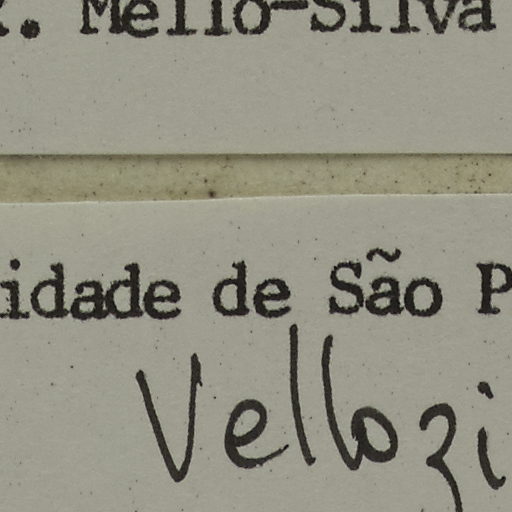 . Mello-Silva
idade de São P
Vellozi